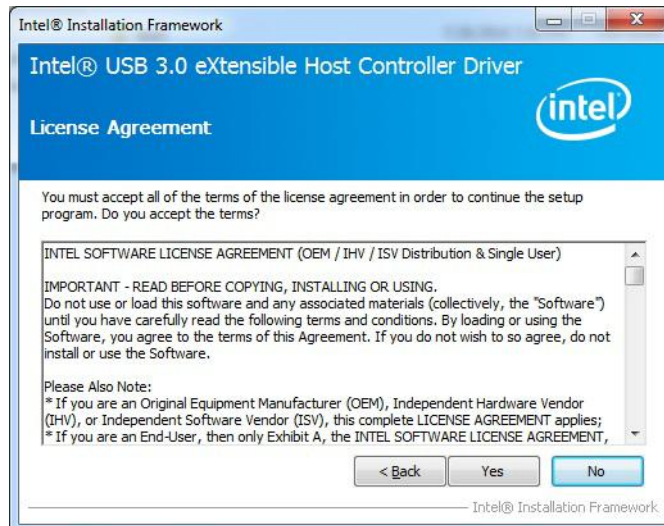 Intel® Installation Framework
Intel® USB 3.0 eXtensible Host Controller Driver
License Agreement
intel
You must accept all of the terms of the license agreement in order to continue the setup
program. Do you accept the terms?
INTEL SOFTWARE LICENSE AGREEMENT (OEM / IHV / ISV Distribution & Single User)
IMPORTANT - READ BEFORE COPYING, INSTALLING OR USING.
Do not use or load this software and any associated materials (collectively, the "Software")
until you have carefully read the following terms and conditions. By loading or using the
Software, you agree to the terms of this Agreement. If you do not wish to so agree, do not
install or use the Software.
Please Also Note:
* If you are an Original Equipment Manufacturer (OEM), Independent Hardware Vendor
(IHV), or Independent Software Vendor (ISV), this complete LICENSE AGREEMENT applies;
* If you are an End-User, then only Exhibit A, the INTEL SOFTWARE LICENSE AGREEMENT,
< Back Yes No
Intel® Installation Framework